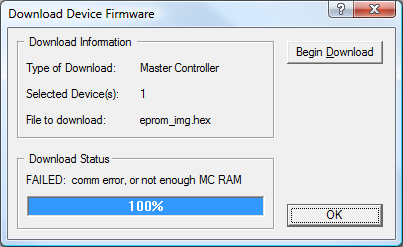 Download Device Firmware
Download Information
Begin Download
Type of Download: Master Controller
Selected Device(s): 1
File to download: eprom_img.hex
Download Status
FAILED: comm error, or not enough MC RAM
100%
OK